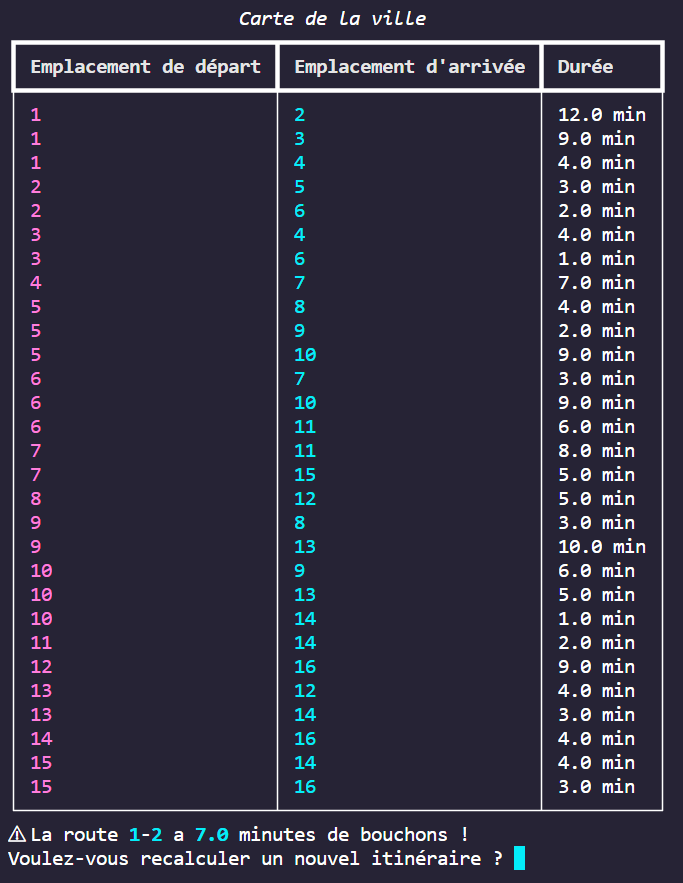 Carte de la ville
Emplacement de départ Emplacement d'arrivée Durée
1 2 12.0 min
1 3 9.0 min
1 4 4.0 min
2 5 3.0 min
2 6 2.0 min
3 4 4.0 min
3 6 1.0 min
4 7 7.0 min
5 8 4.0 min
5 9 2.0 min
5 10 9.0 min
6 7 3.0 min
6 10 9.0 min
6 11 6.0 min
7 11 8.0 min
7 15 5.0 min
8 12 5.0 min
9 8 3.0 min
9 13 10.0 min
10 9 6.0 min
10 13 5.0 min
10 14 1.0 min
11 14 2.0 min
12 16 9.0 min
13 12 4.0 min
13 14 3.0 min
14 16 4.0 min
15 14 4.0 min
15 16 3.0 min
⚠ La route 1-2 a 7.0 minutes de bouchons !
Voulez-vous recalculer un nouvel itinéraire ?